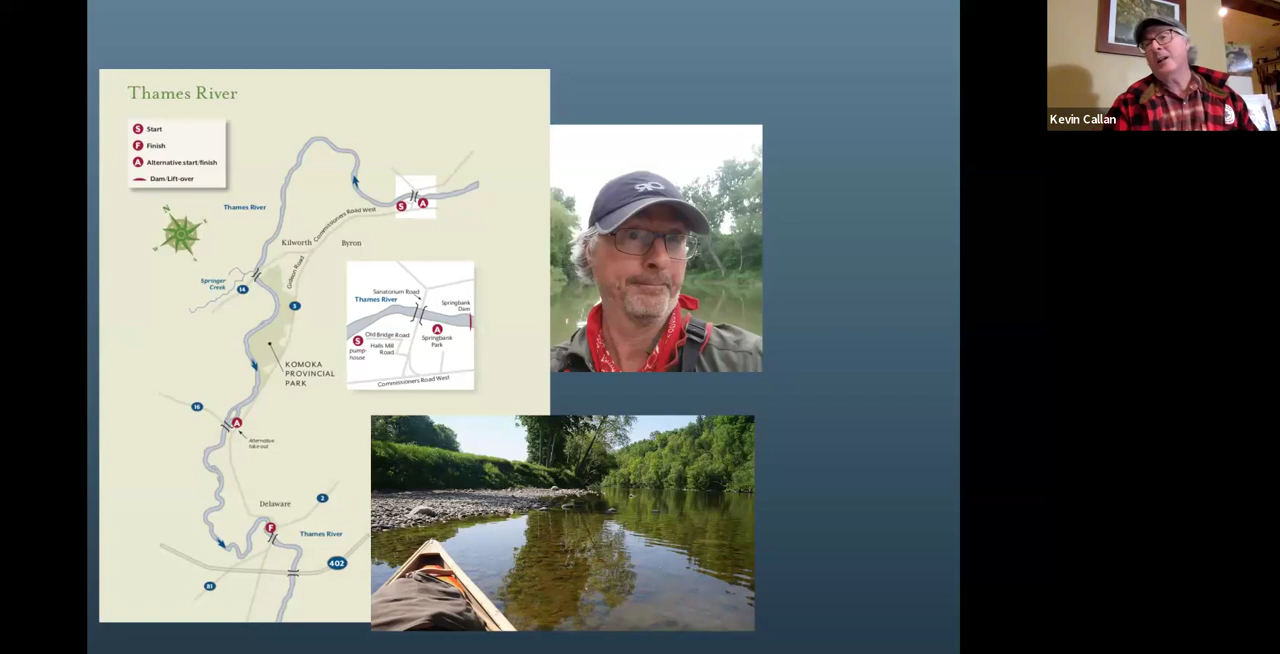 Thames River
S Start
F Finish
A Alternative start/finish
Dam/Lift-over
N
Thames River
Commissioners Road West
S
A
Kilworth
Byron
Gideon Road
Springer
Creek
14
3
Sanatorium Road
Thames River
Springbank
Dam
A
S
Old Bridge Road
Springbank
Park
pump-
house
Halls Mill
Road
Commissioners Road West
KOMOKA
PROVINCIAL
PARK
16
A
Alternative
take-out
Delaware
2
F
Thames River
402
81
Kevin Callan